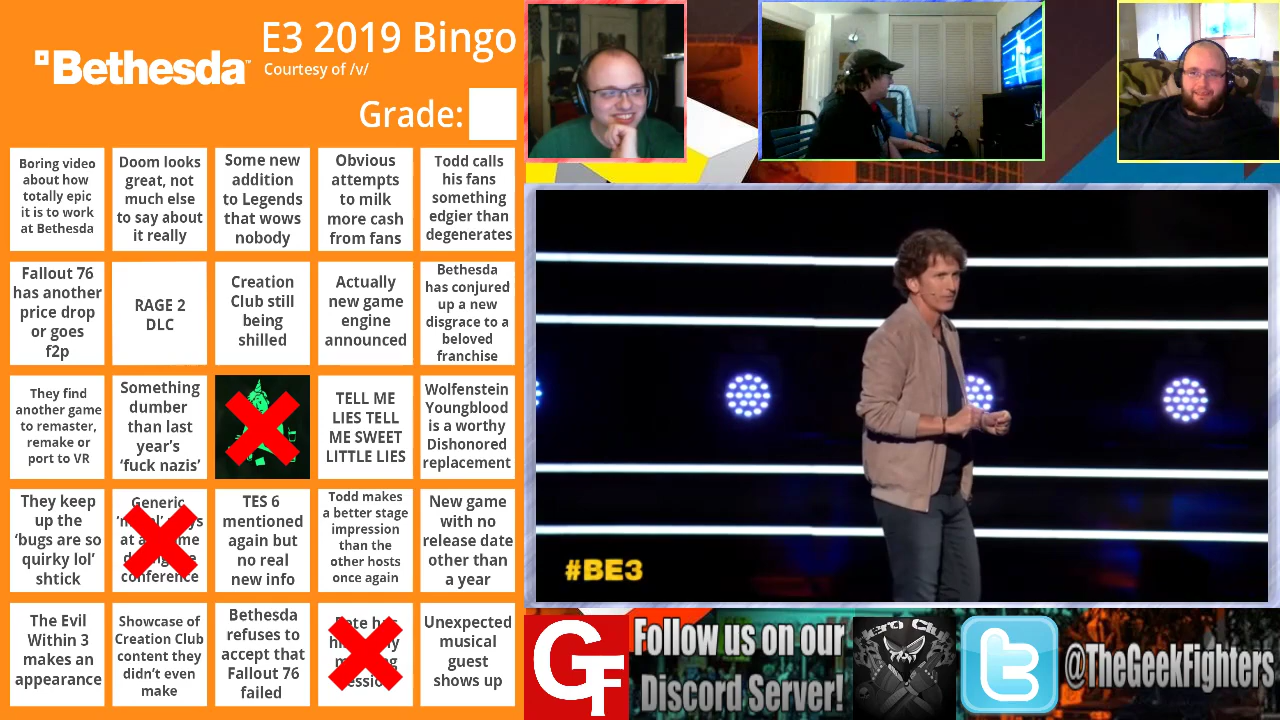 Bethesda
E3 2019 Bingo
Courtesy of /v/
Grade:
Boring video
about how
totally epic
it is to work
at Bethesda
Doom looks
great, not
much else
to say about
it really
Some new
addition
to Legends
that wows
nobody
Obvious
attempts
to milk
more cash
from fans
Todd calls
his fans
something
edgier than
degenerates
Fallout 76
has another
price drop
or goes
f2p
RAGE 2
DLC
Creation
Club still
being
shilled
Actually
new game
engine
announced
Bethesda
has conjured
up a new
disgrace to a
beloved
franchise
They find
another game
to remaster,
remake or
port to VR
Something
dumber
than last
year's
‘fuck nazis’
TELL ME
LIES TELL
ME SWEET
LITTLE LIES
Wolfenstein
Youngblood
is a worthy
Dishonored
replacement
They keep
up the
‘bugs are so
quirky lol’
shtick
Generic
at a
conference
TES 6
mentioned
again but
no real
new info
Todd makes
a better stage
impression
than the
other hosts
once again
New game
with no
release date
other than
a year
The Evil
Within 3
makes an
appearance
Showcase of
Creation Club
content they
didn't even
make
Bethesda
refuses to
accept that
Fallout 76
failed
Unexpected
musical
guest
shows up
#BE3
GF
Follow us on our
Discord Server!
@TheGeekFighters